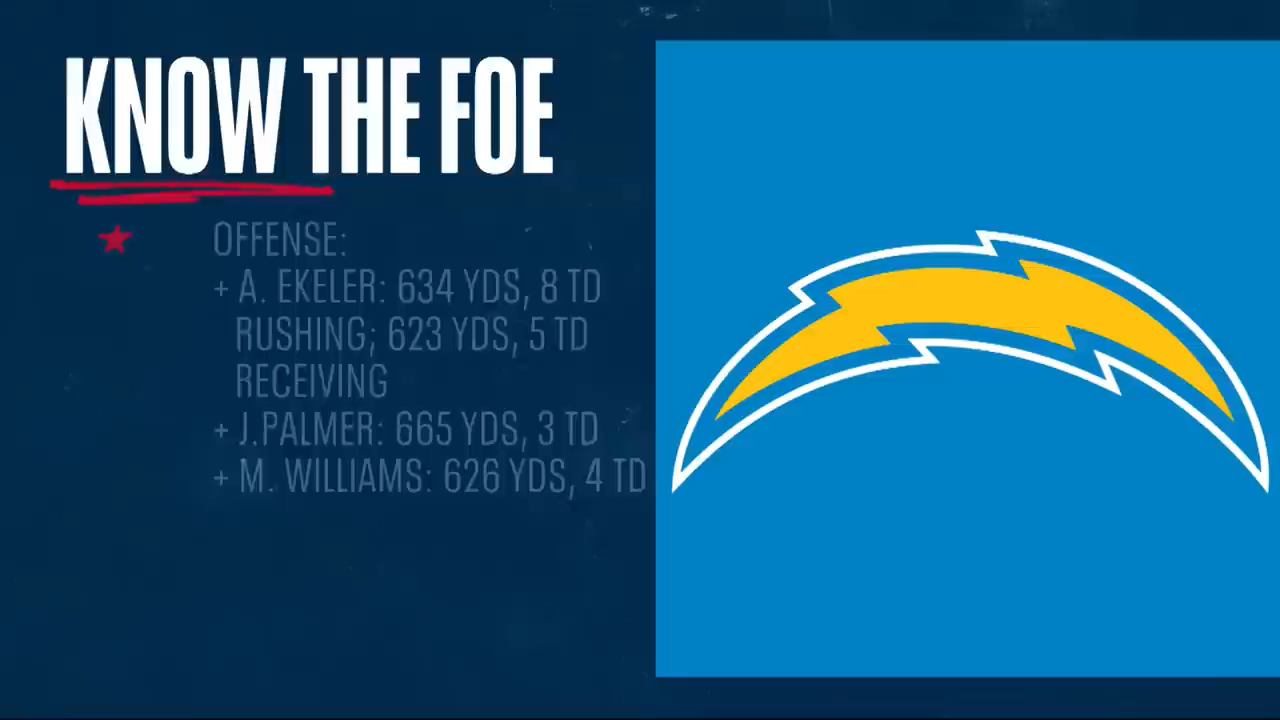 KNOW THE FOE
OFFENSE:
+ A. EKELER: 634 YDS, 8 TD
RUSHING; 623 YDS, 5 TD
RECEIVING
+ J.PALMER: 665 YDS, 3 TD
+ M. WILLIAMS: 626 YDS, 4 TD